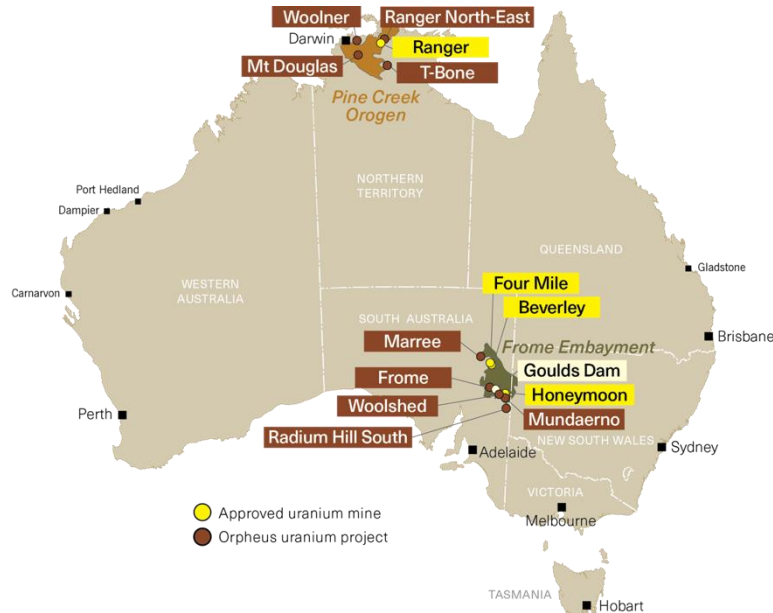 Woolner
Ranger North-East
Darwin
Ranger
Mt Douglas
T-Bone
Pine Creek
Orogen
NORTHERN
TERRITORY
Port Hedland
Dampier
QUEENSLAND
Gladstone
WESTERN
AUSTRALIA
Carnarvon
Four Mile
Beverley
SOUTH AUSTRALIA
Brisbane
Marree
Frome Embayment
Goulds Dam
Frome
Honeymoon
Woolshed
Mundaerno
Perth
Radium Hill South
NEW SOUTH WALES
Sydney
Adelaide
VICTORIA
Approved uranium mine
Melbourne
Orpheus uranium project
TASMANIA
Hobart